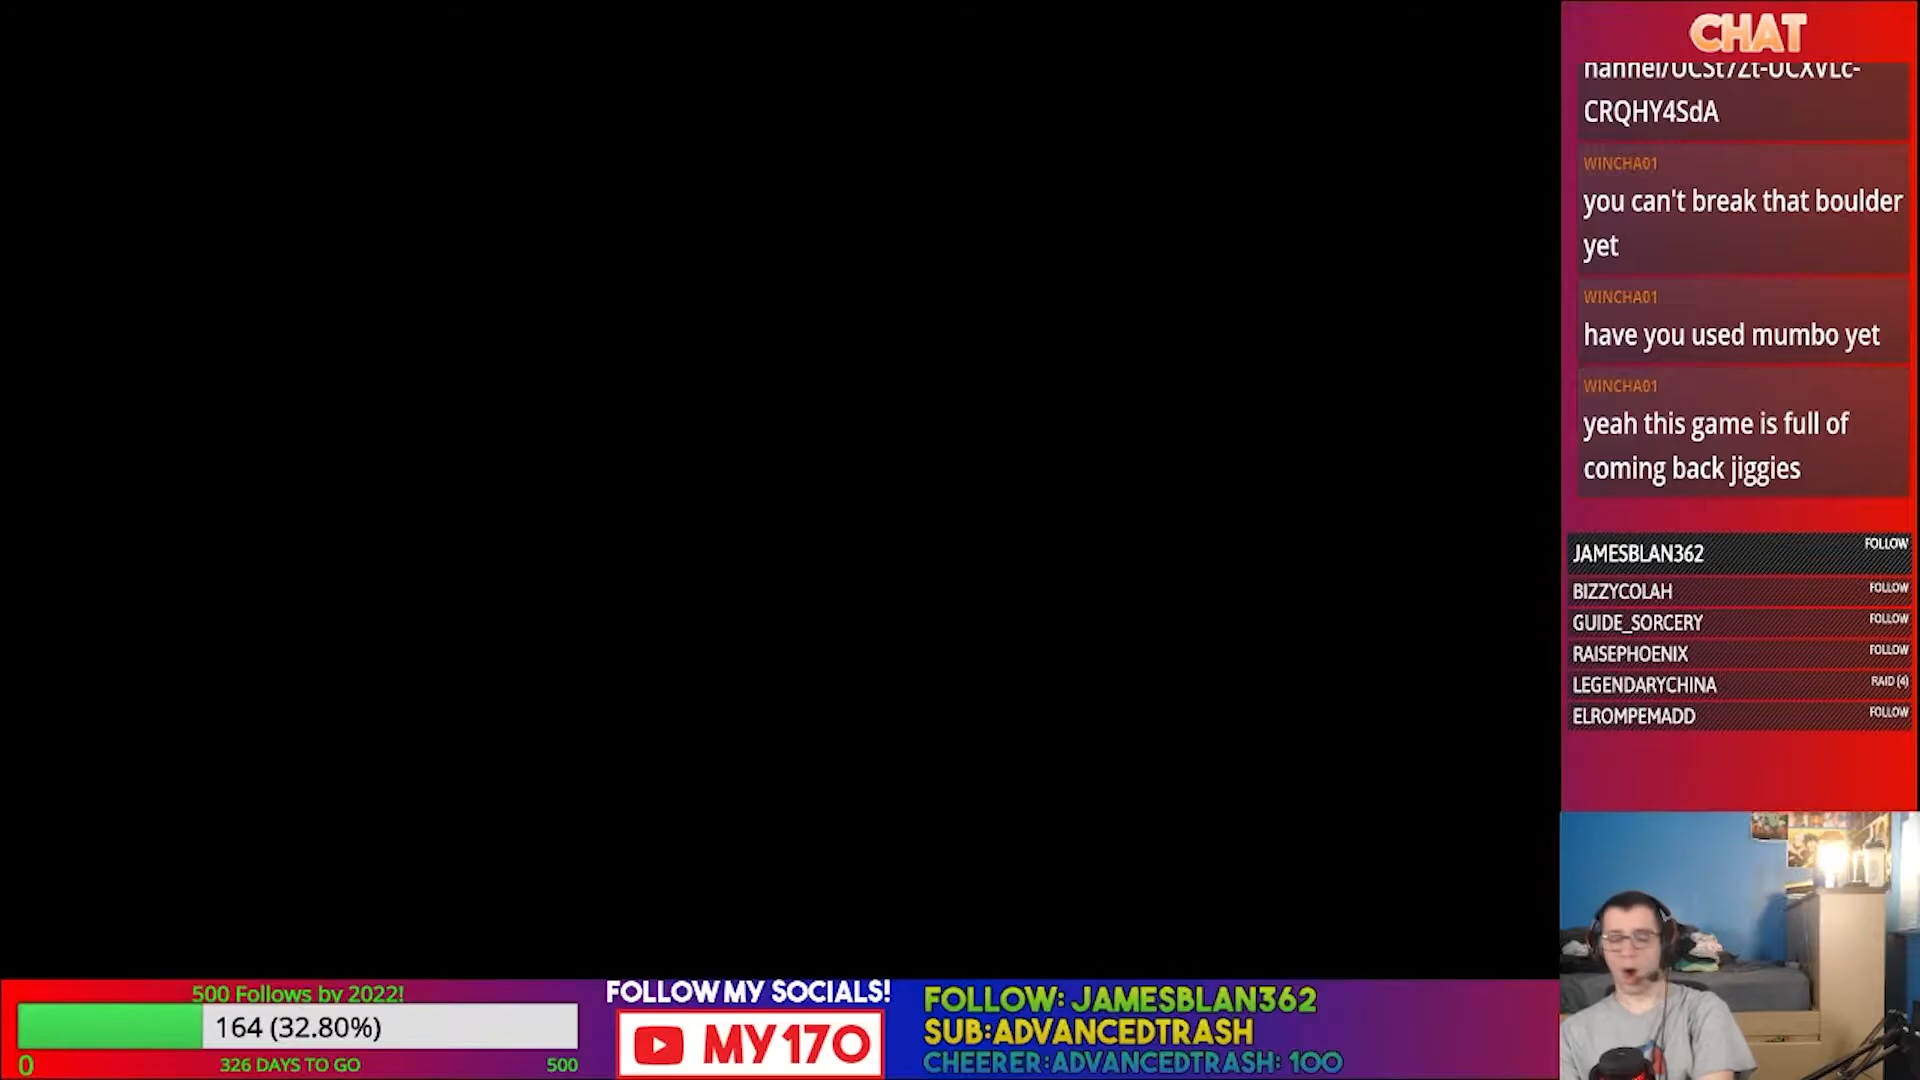 CHAT
hannel/UCSt7Zt-UCXVLc-
CRQHY4SdA
WINCHA01
you can't break that boulder
yet
WINCHA01
have you used mumbo yet
WINCHA01
yeah this game is full of
coming back jiggies
JAMESBLAN362 FOLLOW
BIZZYCOLAH FOLLOW
GUIDE_SORCERY FOLLOW
RAISEPHOENIX FOLLOW
LEGENDARYCHINA RAID (4)
ELROMPEMADD FOLLOW
500 Follows by 2022!
164 (32.80%)
0 326 DAYS TO GO 500
FOLLOW MY SOCIALS!
MY170
FOLLOW: JAMESBLAN362
SUB:ADVANCEDTRASH
CHEERER:ADVANCEDTRASH: 100